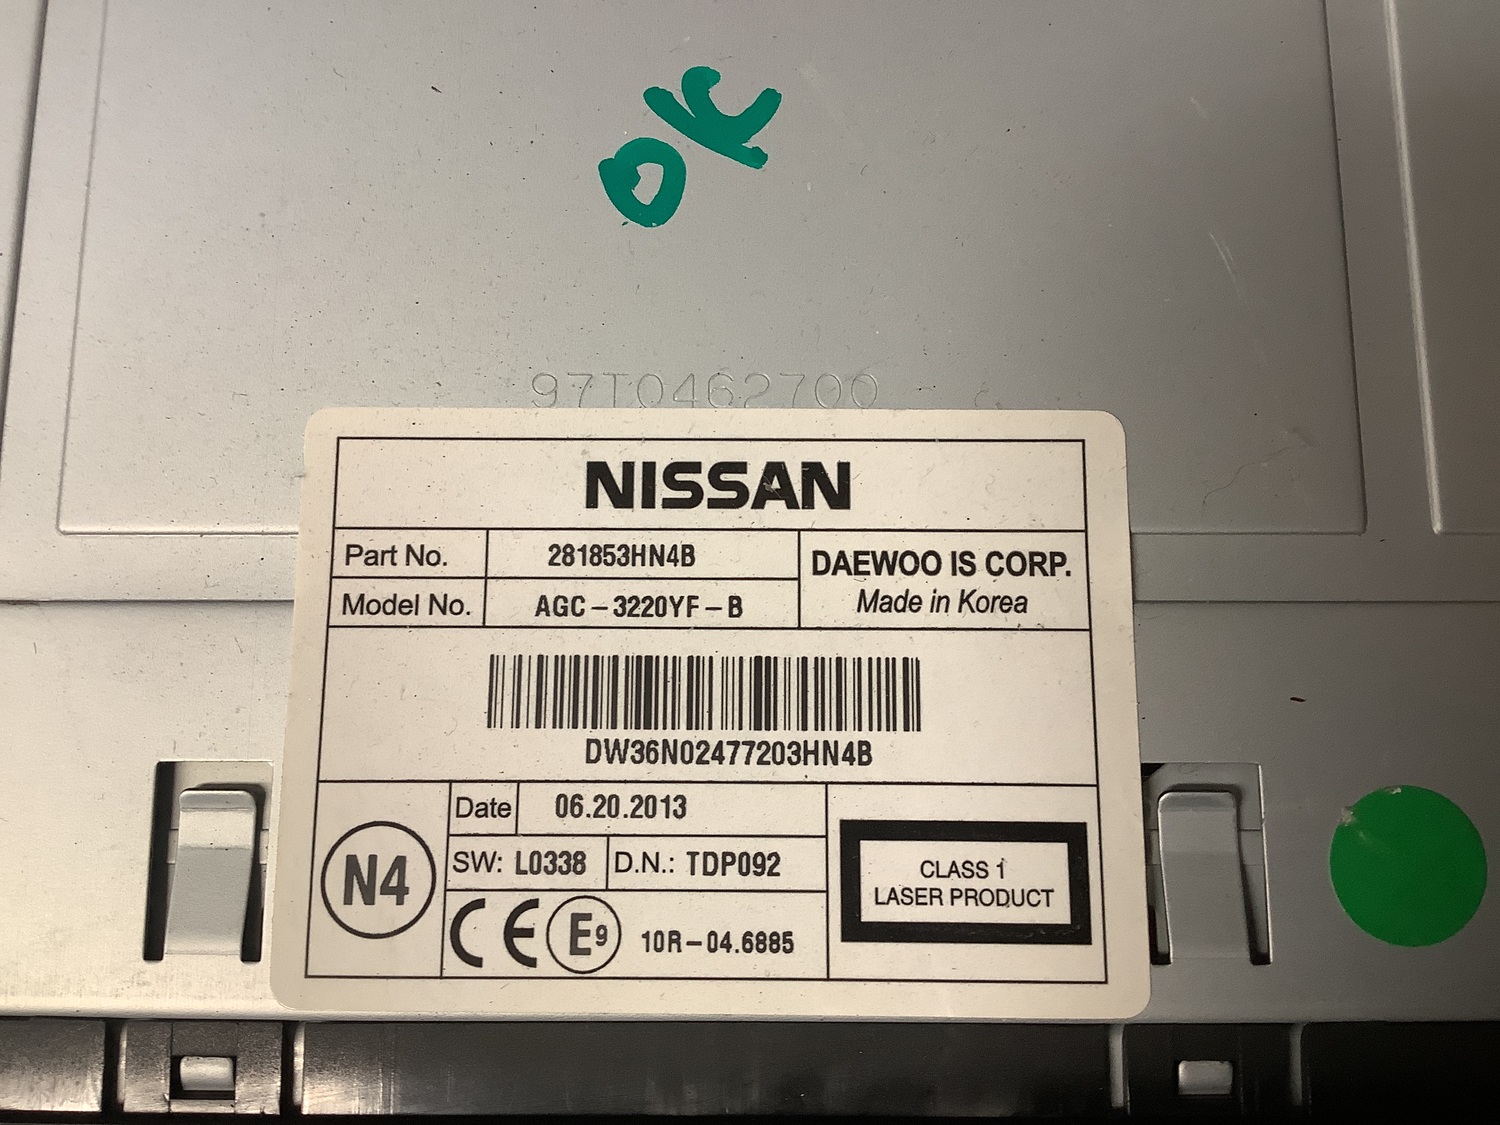 OK
97T0462700
NISSAN
Part No. 281853HN4B
DAEWOO IS CORP.
Model No. AGC-3220YF-B
Made in Korea
DW36N02477203HN4B
Date 06.20.2013
N4
SW: L0338 D.N.: TDP092
CE E9 10R-04.6885
CLASS 1
LASER PRODUCT